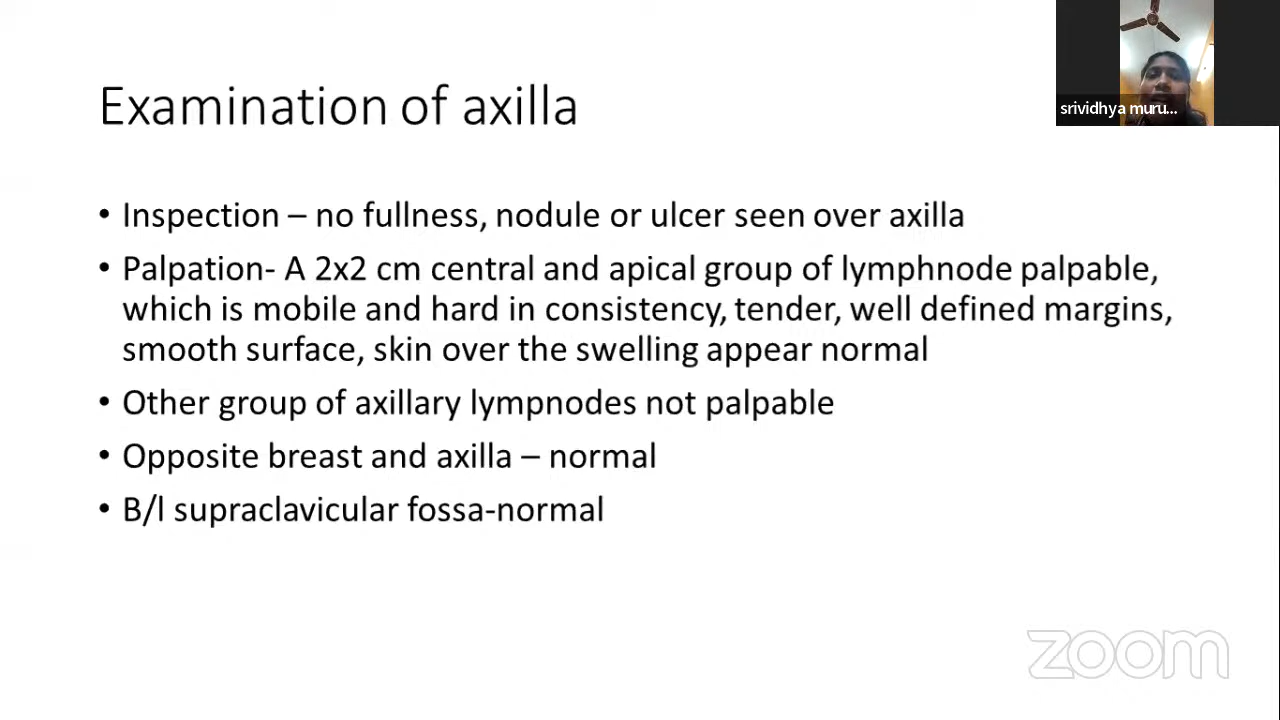 Examination of axilla
srividhya muru...
• Inspection – no fullness, nodule or ulcer seen over axilla
• Palpation- A 2x2 cm central and apical group of lymphnode palpable,
which is mobile and hard in consistency, tender, well defined margins,
smooth surface, skin over the swelling appear normal
• Other group of axillary lympnodes not palpable
• Opposite breast and axilla – normal
• B/l supraclavicular fossa-normal
zoom